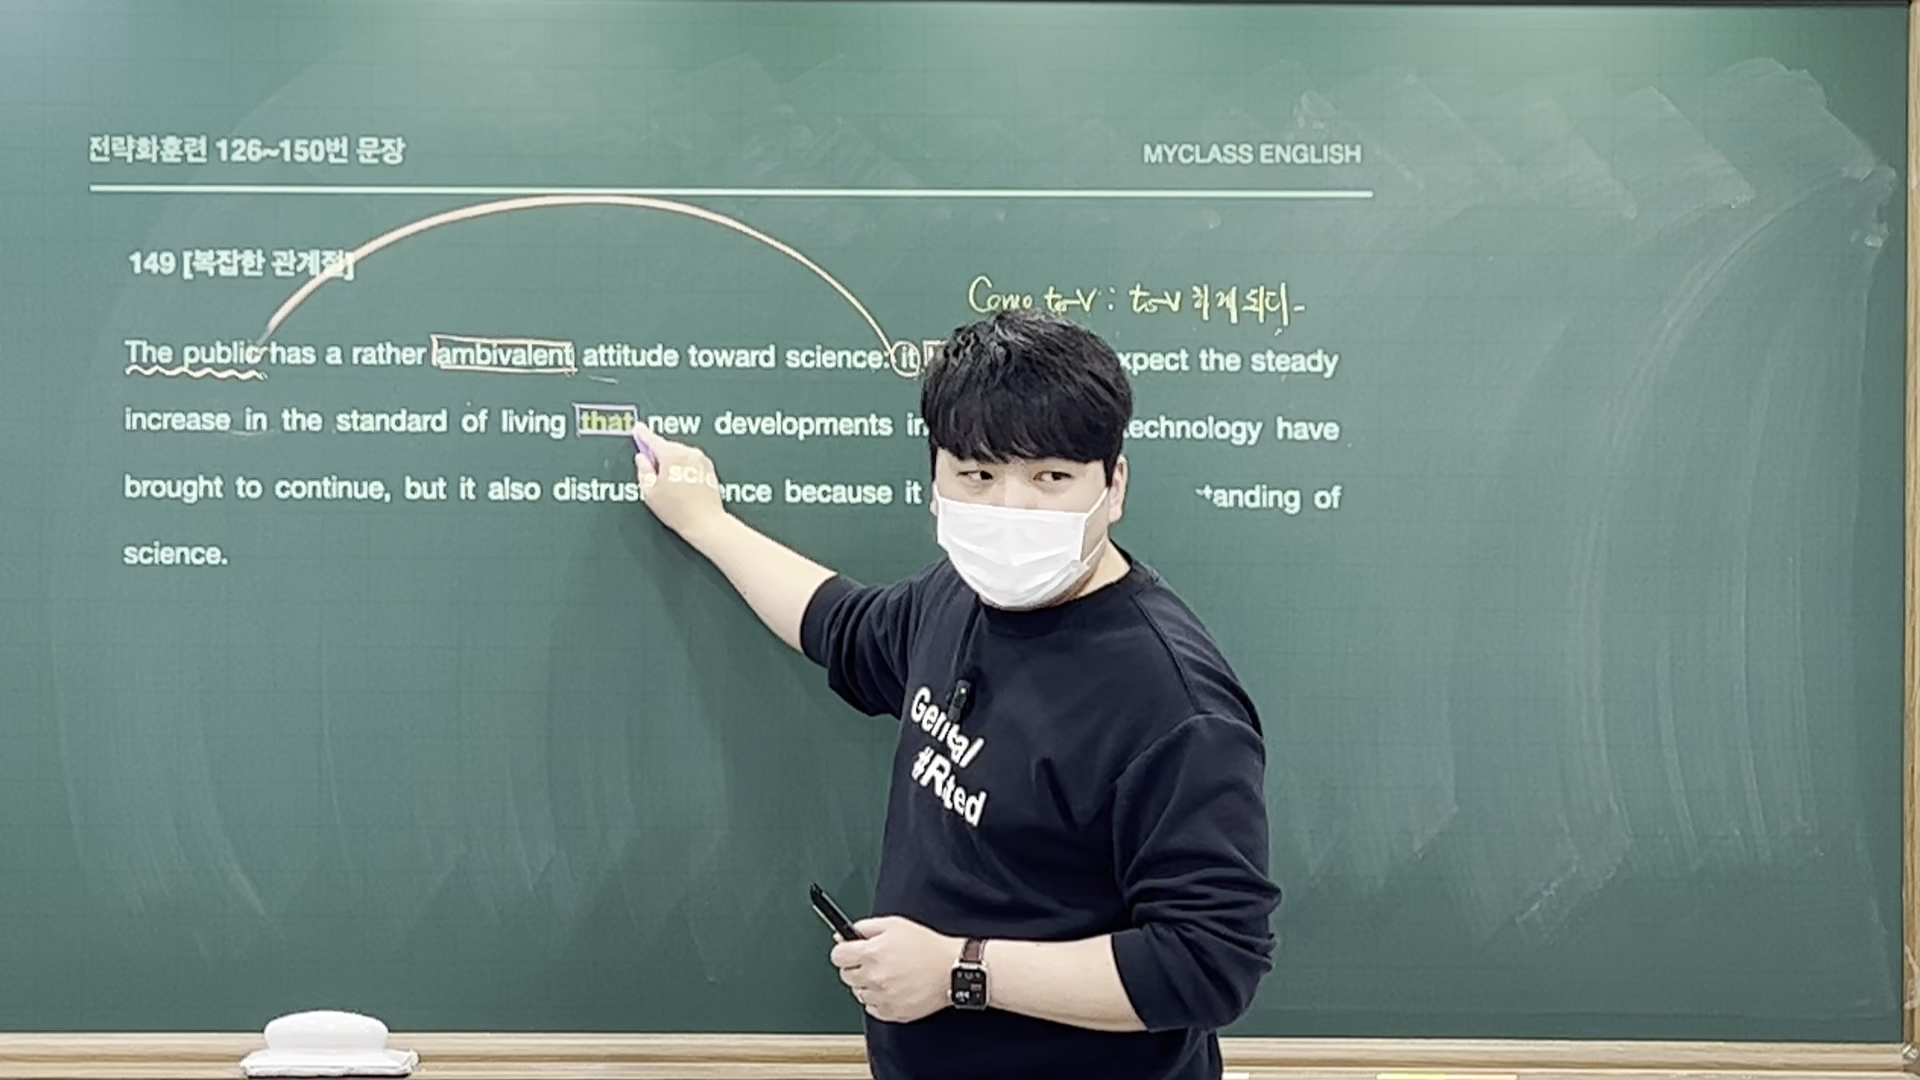 전략화훈련 126~150번 문장
MYCLASS ENGLISH
149 [복잡한 관계절]
Come to-V : to-V 하게 되다-
The public has a rather ambivalent attitude toward science: it xpect the steady
increase in the standard of living that new developments in technology have
brought to continue, but it also distrusts science because it tanding of
science.
General
#Rated